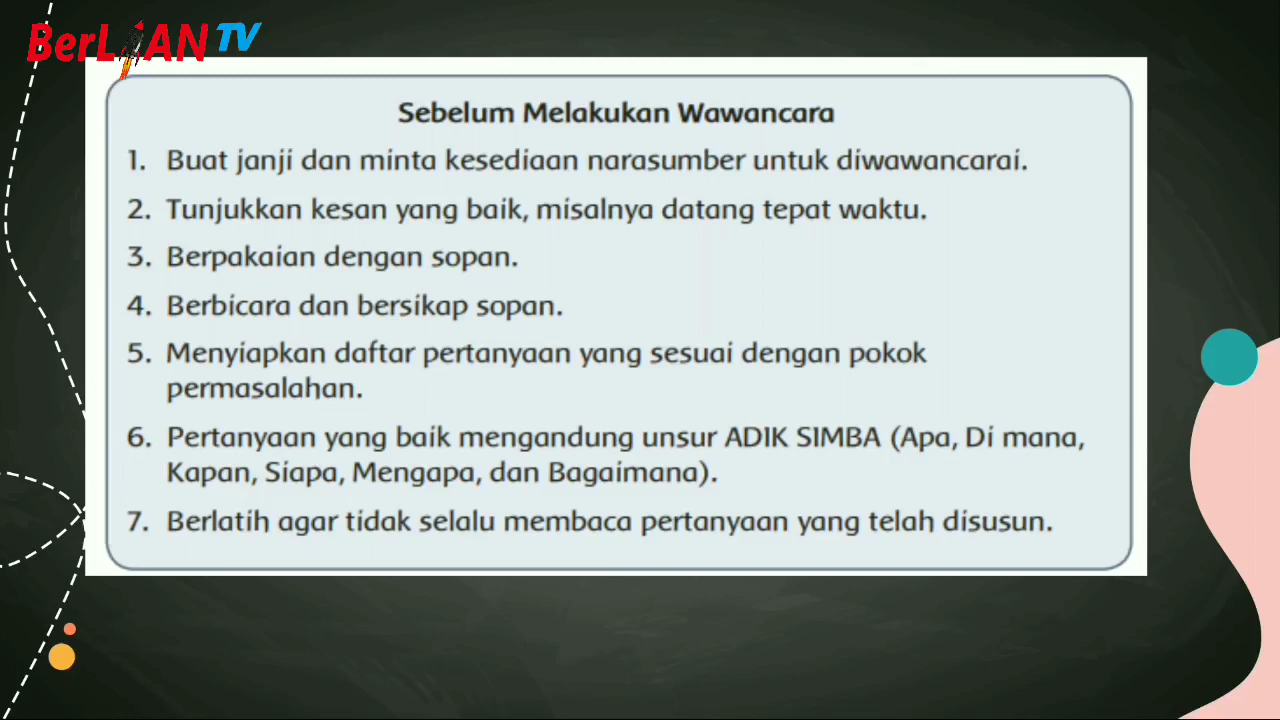 BerLiAN TV
Sebelum Melakukan Wawancara
1. Buat janji dan minta kesediaan narasumber untuk diwawancarai.
2. Tunjukkan kesan yang baik, misalnya datang tepat waktu.
3. Berpakaian dengan sopan.
4. Berbicara dan bersikap sopan.
5. Menyiapkan daftar pertanyaan yang sesuai dengan pokok
permasalahan.
6. Pertanyaan yang baik mengandung unsur ADIK SIMBA (Apa, Di mana,
Kapan, Siapa, Mengapa, dan Bagaimana).
7. Berlatih agar tidak selalu membaca pertanyaan yang telah disusun.